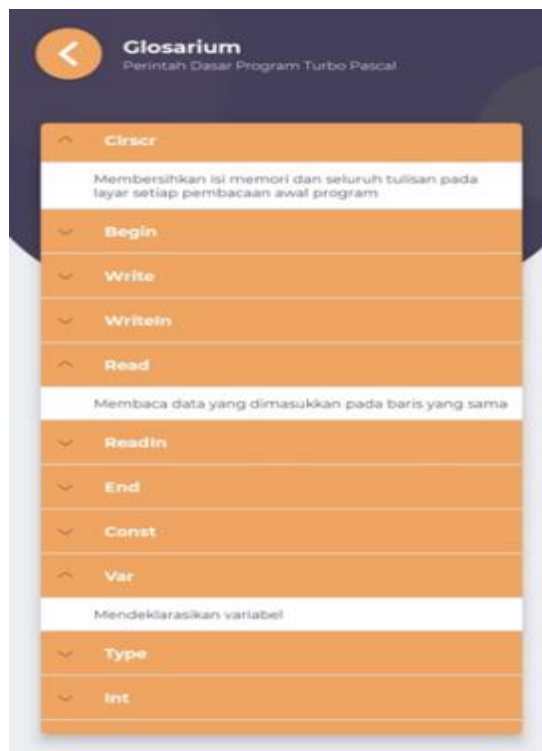 Glosarium
Perintah Dasar Program Turbo Pascal
Clrscr
Membersihkan isi memori dan seluruh tulisan pada
layar setiap pembacaan awal program
Begin
Write
Writeln
Read
Membaca data yang dimasukkan pada baris yang sama
Readln
End
Const
Var
Mendeklarasikan variabel
Type
Int